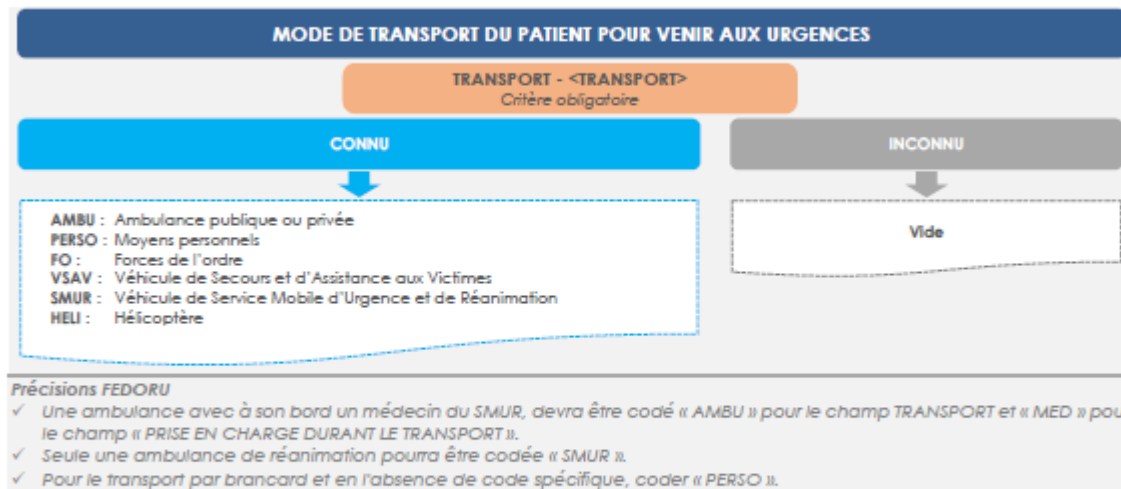 MODE DE TRANSPORT DU PATIENT POUR VENIR AUX URGENCES
TRANSPORT - <TRANSPORT>
Critère obligatoire
CONNU
INCONNU
AMBU : Ambulance publique ou privée
PERSO : Moyens personnels
FO : Forces de l'ordre
VSAV : Véhicule de Secours et d'Assistance aux Victimes
SMUR : Véhicule de Service Mobile d'Urgence et de Réanimation
HELI : Hélicoptère
Vide
Précisions FEDORU
✓ Une ambulance avec à son bord un médecin du SMUR, devra être codé « AMBU » pour le champ TRANSPORT et « MED » pou
le champ « PRISE EN CHARGE DURANT LE TRANSPORT ».
✓ Seule une ambulance de réanimation pourra être codée « SMUR ».
✓ Pour le transport par brancard et en l'absence de code spécifique, coder « PERSO ».